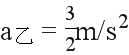 a乙 = 3/2 m/s²